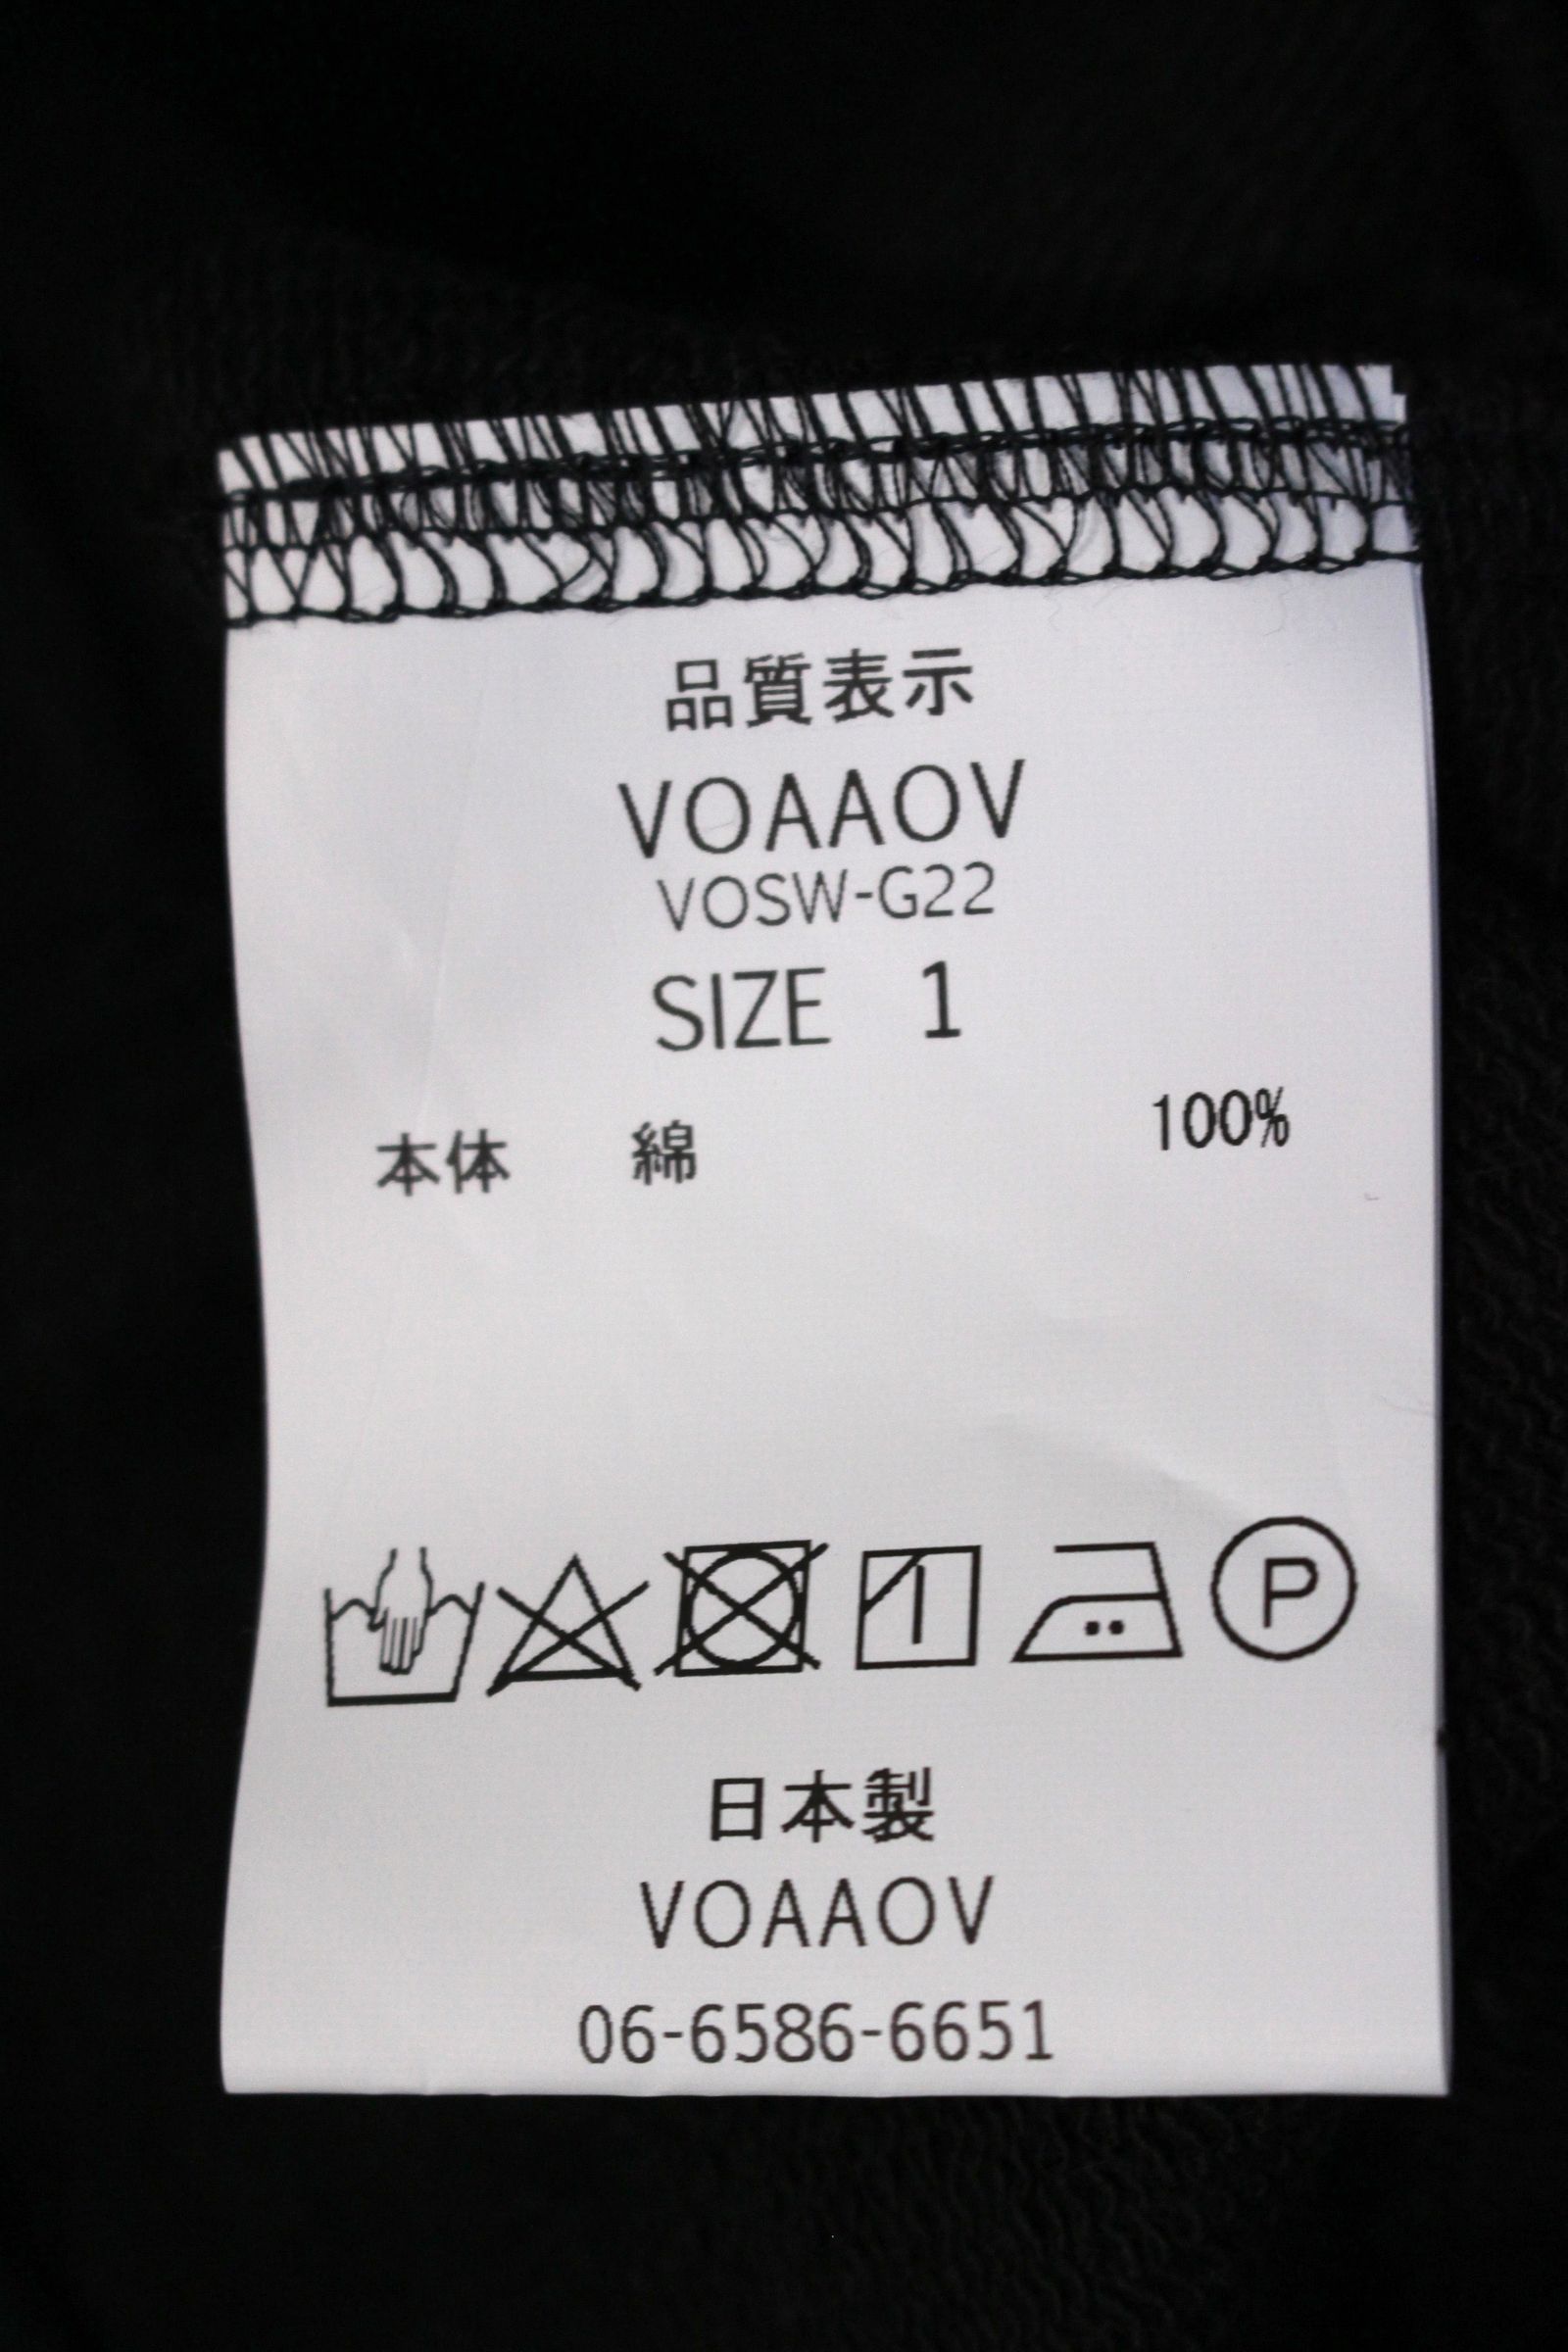 品質表示
VOAAOV
VOSW-G22
SIZE 1
本体 綿 100%
P
日本製
VOAAOV
06-6586-6651